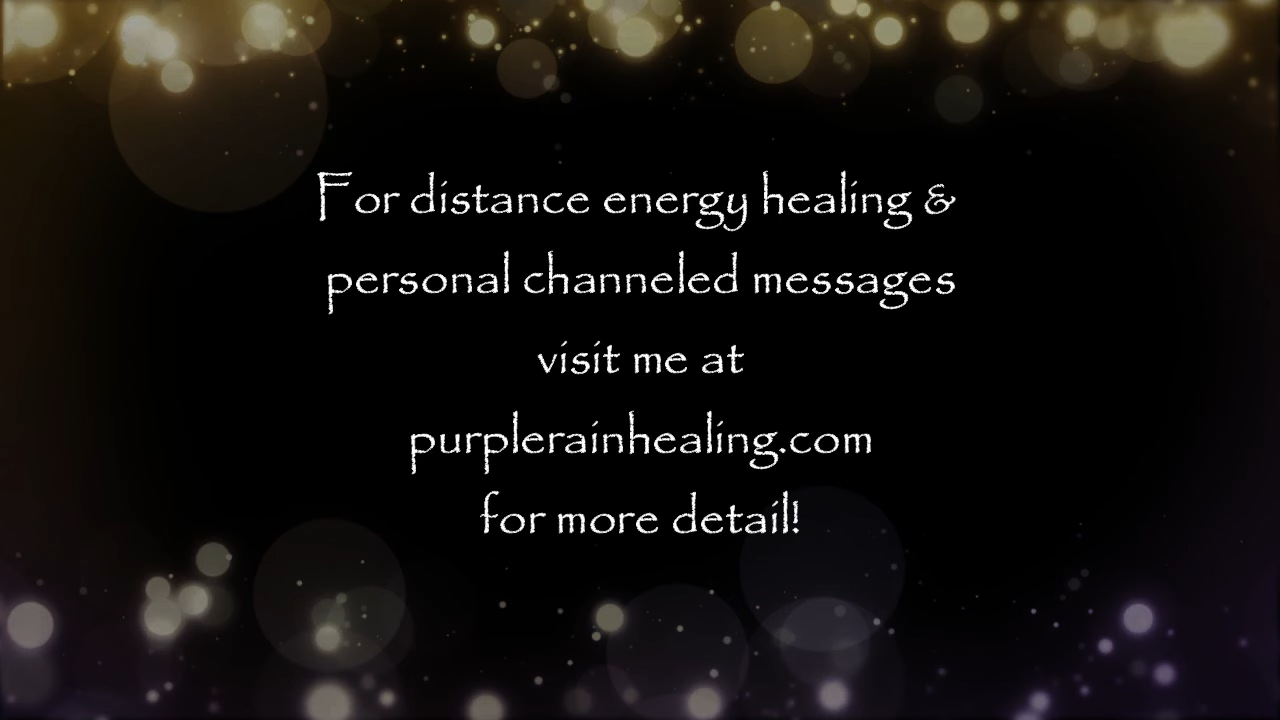 For distance energy healing &
personal channeled messages
visit me at
purplerainhealing.com
for more detail!